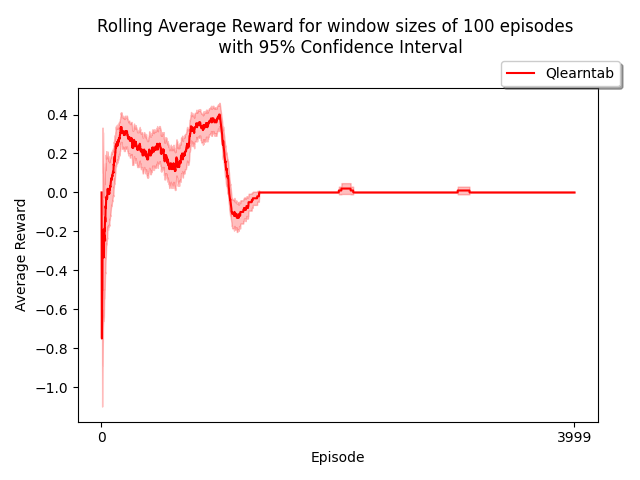 Rolling Average Reward for window sizes of 100 episodes
with 95% Confidence Interval
Qlearntab
0.4
0.2
0.0
−0.2
−0.4
−0.6
−0.8
−1.0
Average Reward
0
3999
Episode